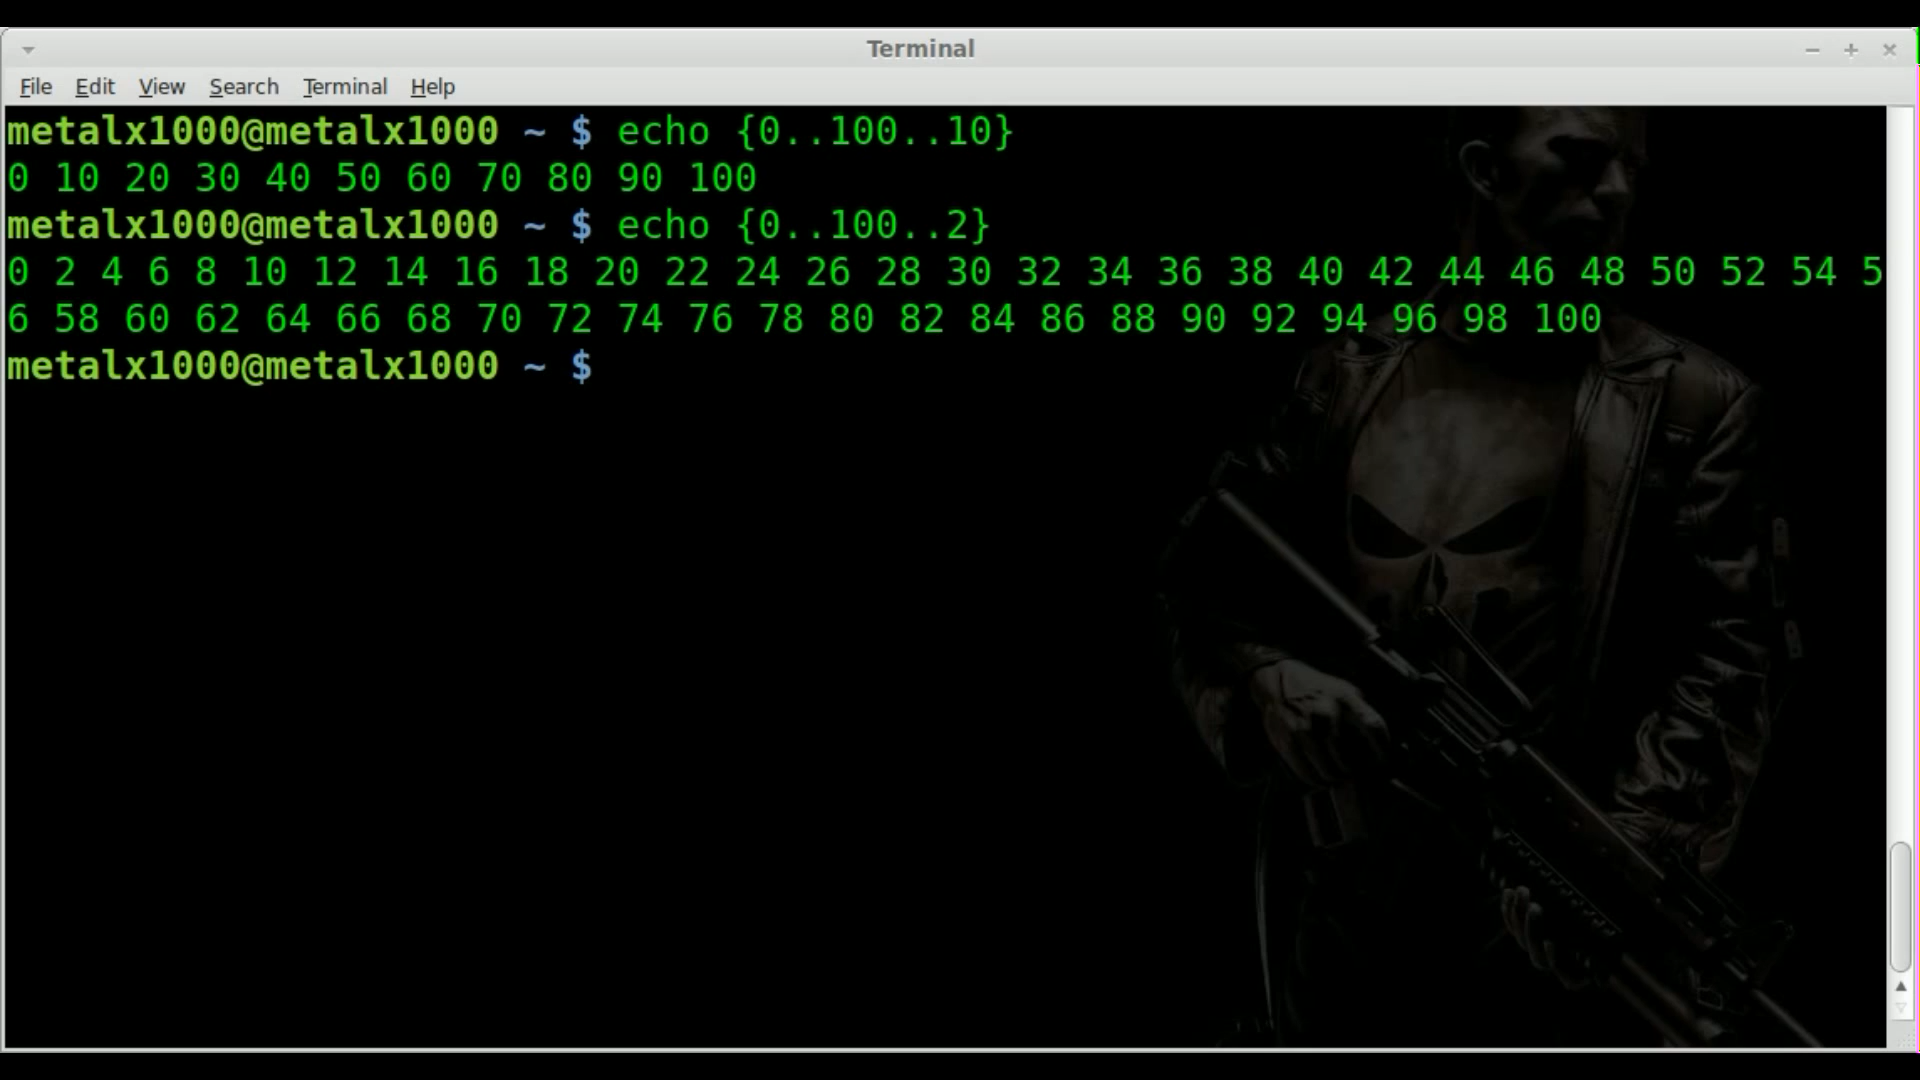 Terminal
File Edit View Search Terminal Help
metalx1000@metalx1000 ~ $ echo {0..100..10}
0 10 20 30 40 50 60 70 80 90 100
metalx1000@metalx1000 ~ $ echo {0..100..2}
0 2 4 6 8 10 12 14 16 18 20 22 24 26 28 30 32 34 36 38 40 42 44 46 48 50 52 54 5
6 58 60 62 64 66 68 70 72 74 76 78 80 82 84 86 88 90 92 94 96 98 100
metalx1000@metalx1000 ~ $